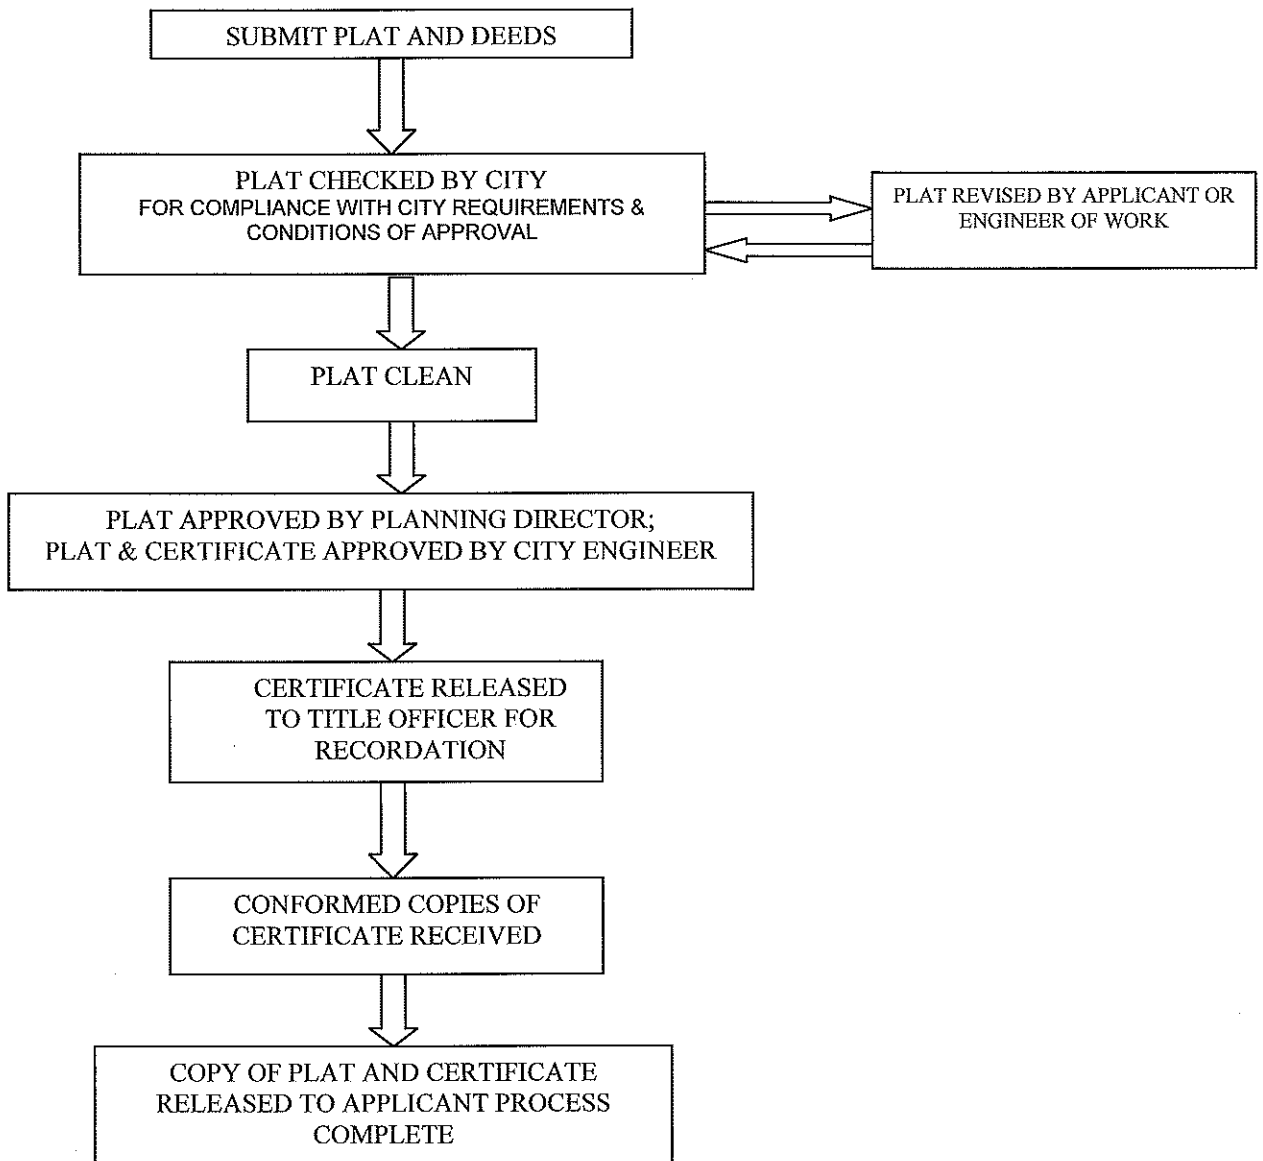 SUBMIT PLAT AND DEEDS
PLAT CHECKED BY CITY
FOR COMPLIANCE WITH CITY REQUIREMENTS &
CONDITIONS OF APPROVAL
PLAT REVISED BY APPLICANT OR
ENGINEER OF WORK
PLAT CLEAN
PLAT APPROVED BY PLANNING DIRECTOR;
PLAT & CERTIFICATE APPROVED BY CITY ENGINEER
CERTIFICATE RELEASED
TO TITLE OFFICER FOR
RECORDATION
CONFORMED COPIES OF
CERTIFICATE RECEIVED
COPY OF PLAT AND CERTIFICATE
RELEASED TO APPLICANT PROCESS
COMPLETE